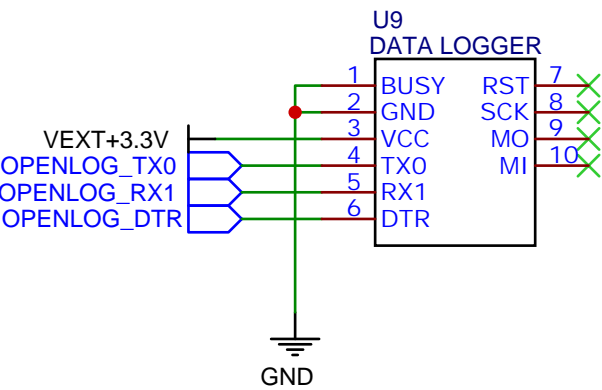 U9
DATA LOGGER
1 BUSY RST 7
2 GND SCK 8
VEXT+3.3V 3 VCC MO 9
OPENLOG_TX0 4 TX0 MI 10
OPENLOG_RX1 5 RX1
OPENLOG_DTR 6 DTR
GND